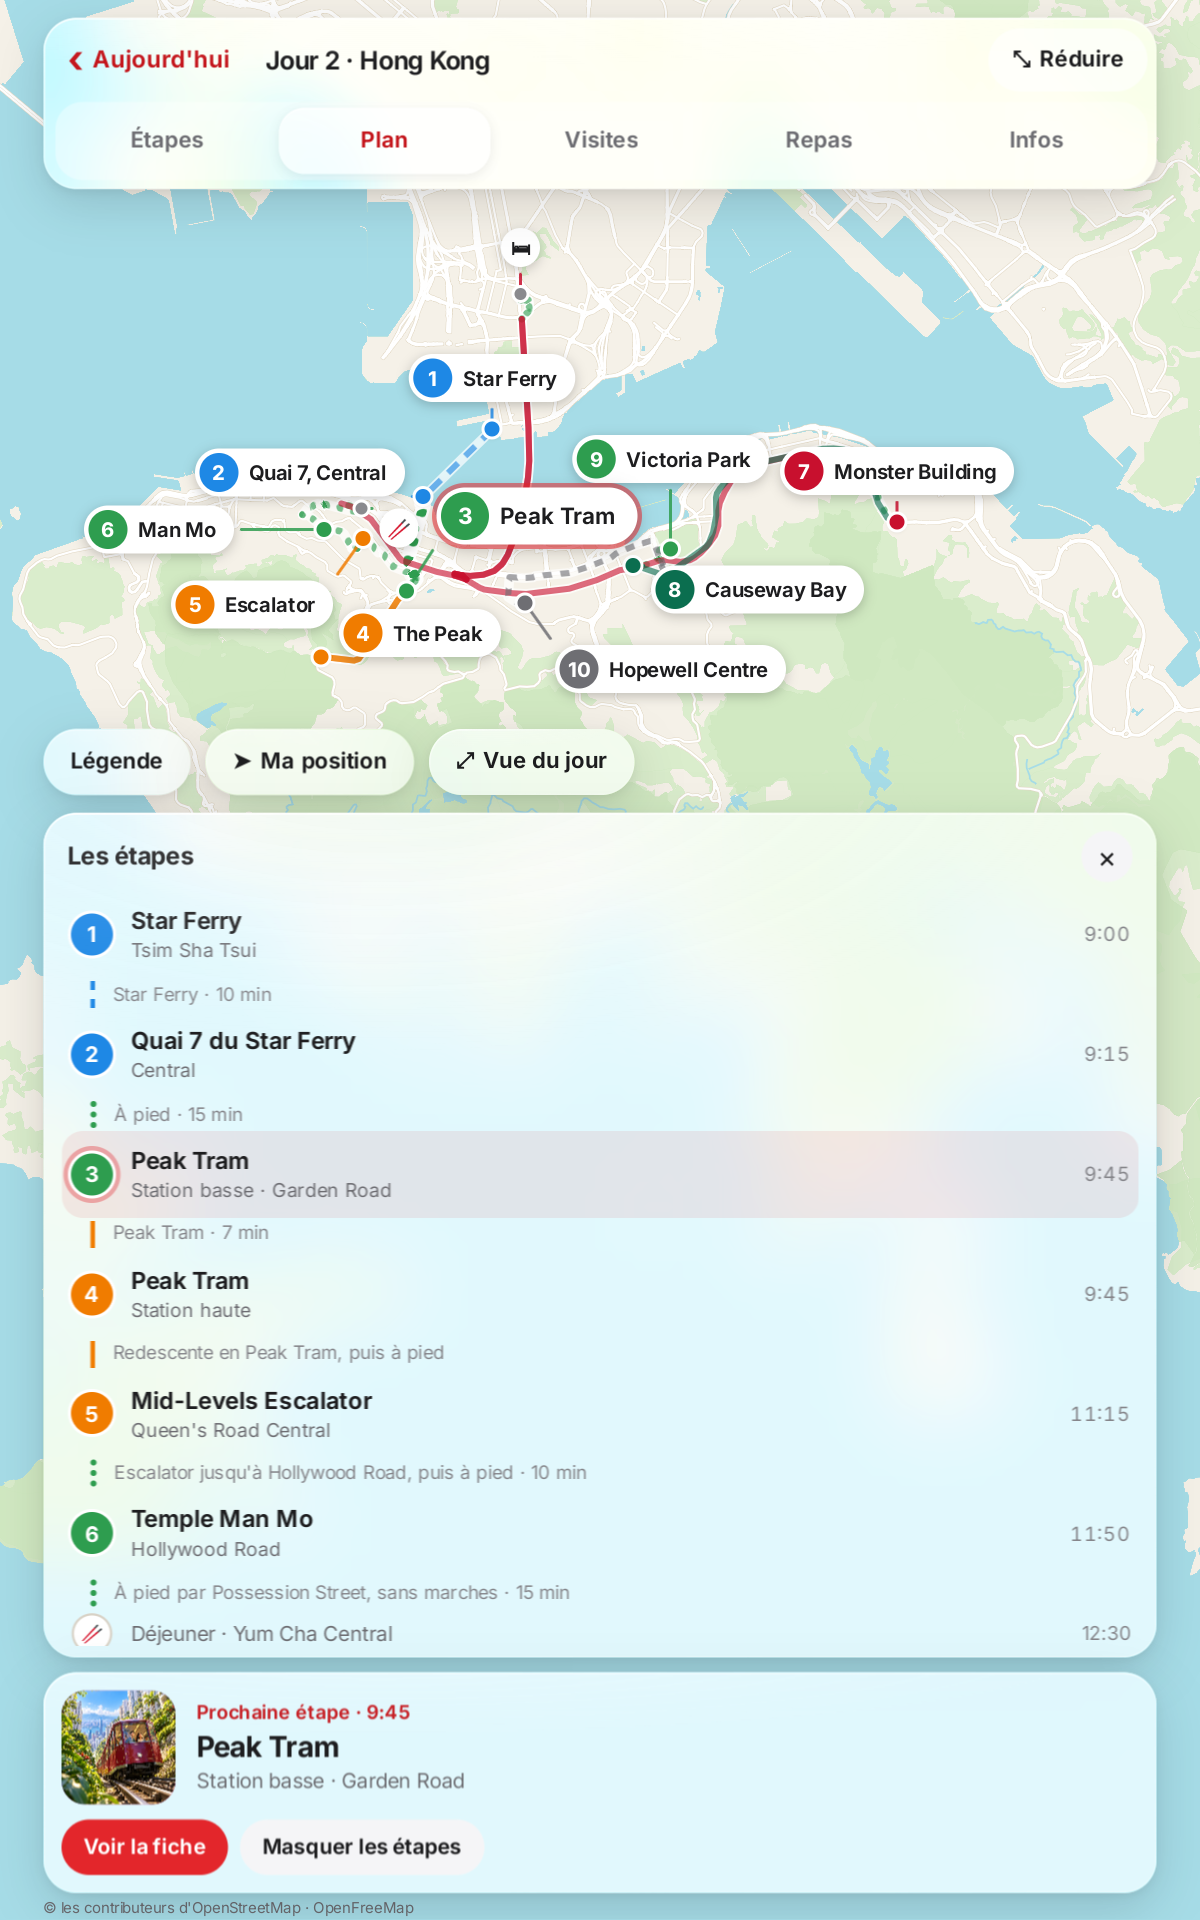 Aujourd'hui
Jour 2 · Hong Kong
Réduire
Étapes
Plan
Visites
Repas
Infos
1 Star Ferry
2 Quai 7, Central
9 Victoria Park
7 Monster Building
3 Peak Tram
6 Man Mo
5 Escalator
8 Causeway Bay
4 The Peak
10 Hopewell Centre
Légende
Ma position
Vue du jour
Les étapes
1 Star Ferry
Tsim Sha Tsui
9:00
Star Ferry · 10 min
2 Quai 7 du Star Ferry
Central
9:15
À pied · 15 min
3 Peak Tram
Station basse · Garden Road
9:45
Peak Tram · 7 min
4 Peak Tram
Station haute
9:45
Redescente en Peak Tram, puis à pied
5 Mid-Levels Escalator
Queen's Road Central
11:15
Escalator jusqu'à Hollywood Road, puis à pied · 10 min
6 Temple Man Mo
Hollywood Road
11:50
À pied par Possession Street, sans marches · 15 min
Déjeuner · Yum Cha Central
12:30
Prochaine étape · 9:45
Peak Tram
Station basse · Garden Road
Voir la fiche
Masquer les étapes
© les contributeurs d'OpenStreetMap · OpenFreeMap